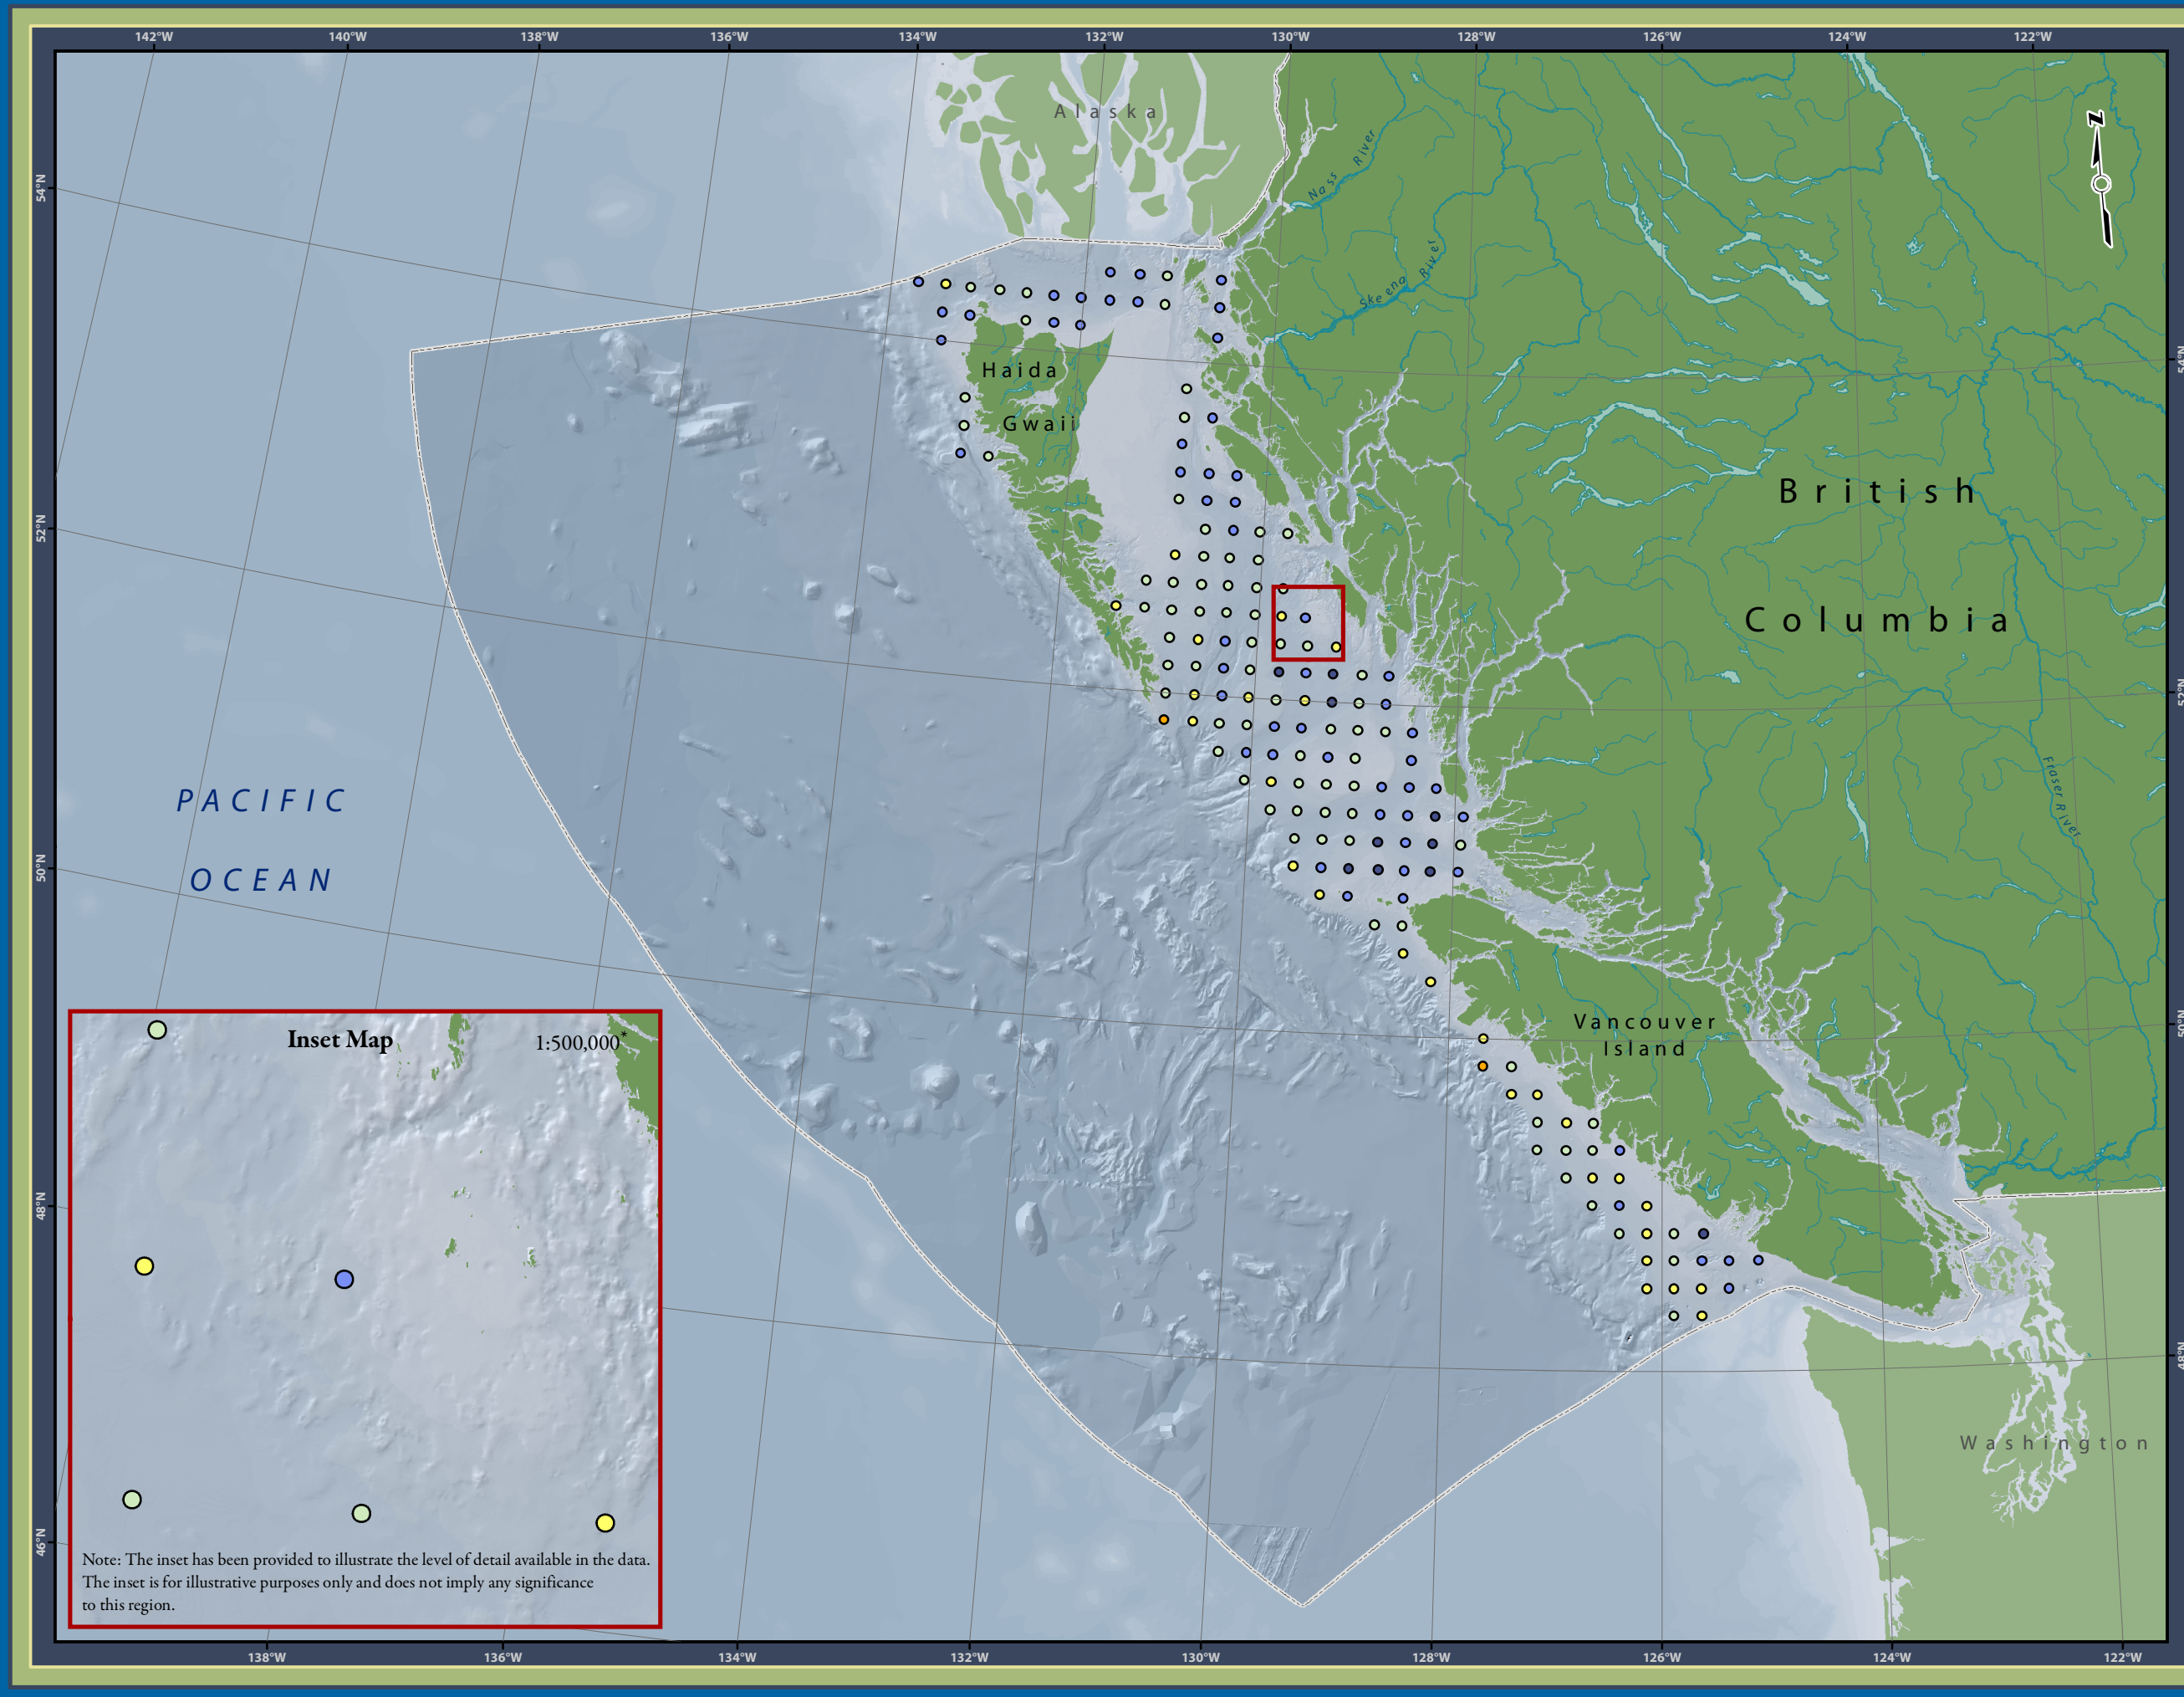 142°W 140°W 138°W 136°W 134°W 132°W 130°W 128°W 126°W 124°W 122°W
Alaska
N
Nass River
54°N
Skeena River
54°N
Haida
Gwaii
British
52°N
Columbia
52°N
PACIFIC
Fraser River
OCEAN
50°N
Vancouver
Island
50°N
Inset Map
1:500,000*
48°N
48°N
Washington
46°N
Note: The inset has been provided to illustrate the level of detail available in the data.
The inset is for illustrative purposes only and does not imply any significance
to this region.
138°W 136°W 134°W 132°W 130°W 128°W 126°W 124°W 122°W